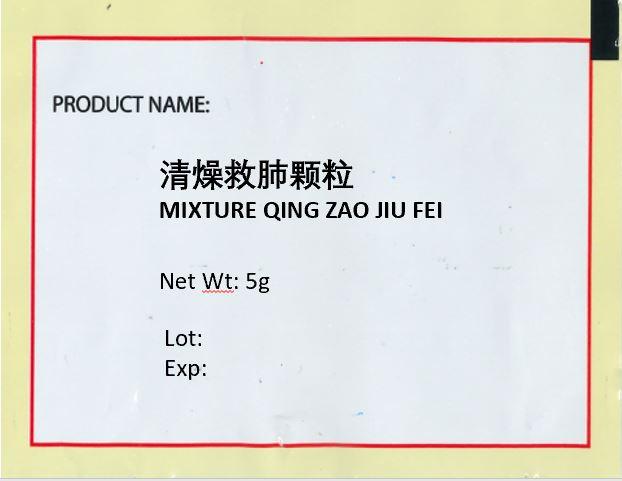 PRODUCT NAME:
清燥救肺颗粒
MIXTURE QING ZAO JIU FEI
Net Wt: 5g
Lot:
Exp: